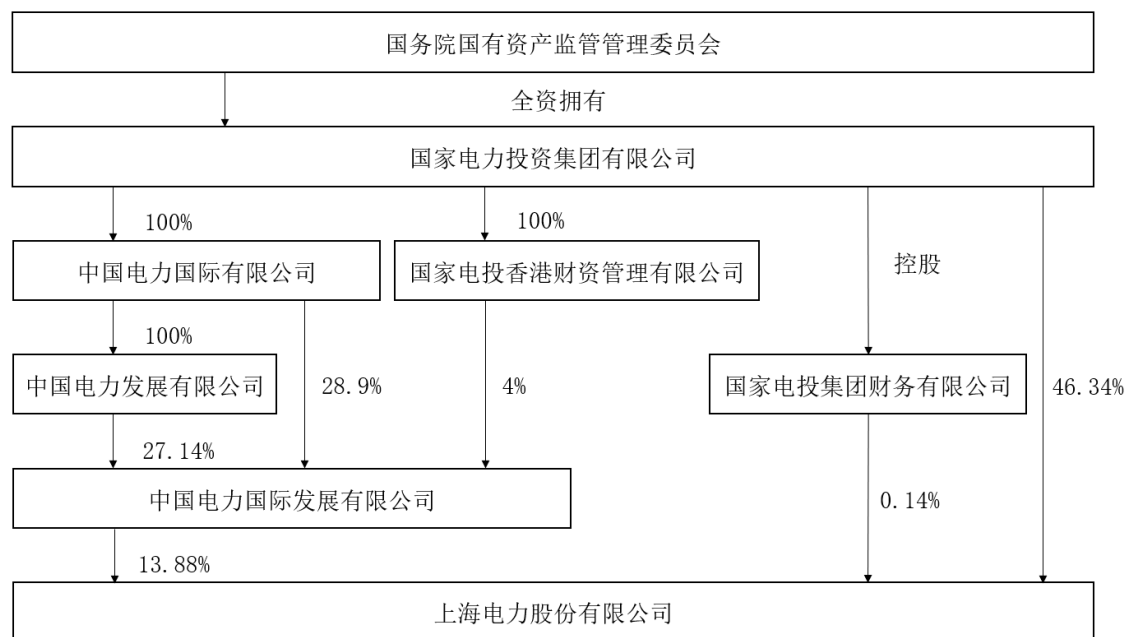 国务院国有资产监管管理委员会
全资拥有
国家电力投资集团有限公司
100%
100%
中国电力国际有限公司
国家电投香港财资管理有限公司
控股
100%
中国电力发展有限公司
28.9%
4%
国家电投集团财务有限公司
46.34%
27.14%
中国电力国际发展有限公司
0.14%
13.88%
上海电力股份有限公司